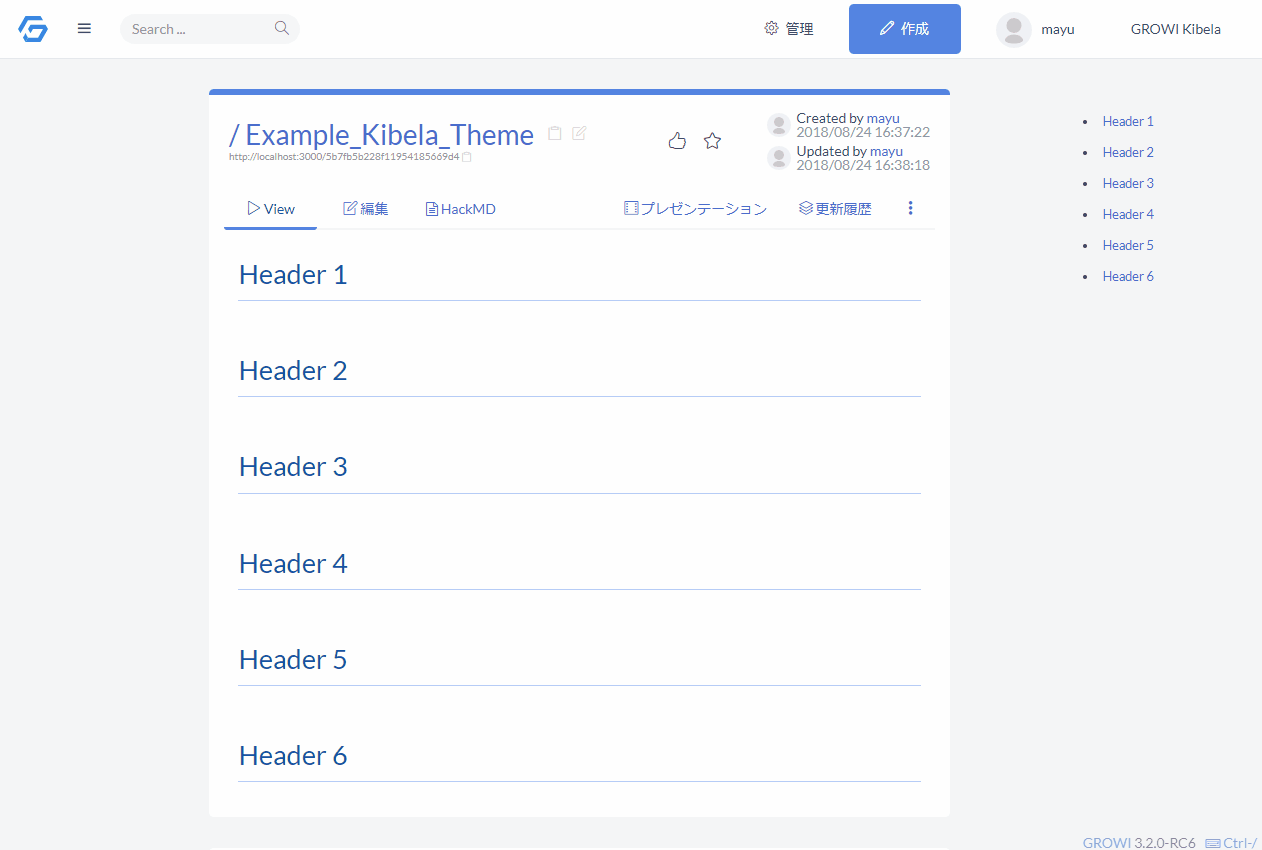 Search ...
管理
作成
mayu
GROWI Kibela
/ Example_Kibela_Theme
http://localhost:3000/5b7fb5b228f11954185669d4
Created by mayu
2018/08/24 16:37:22
Updated by mayu
2018/08/24 16:38:18
View
編集
HackMD
プレゼンテーション
更新履歴
Header 1
Header 2
Header 3
Header 4
Header 5
Header 6
Header 1
Header 2
Header 3
Header 4
Header 5
Header 6
GROWI 3.2.0-RC6 Ctrl-/